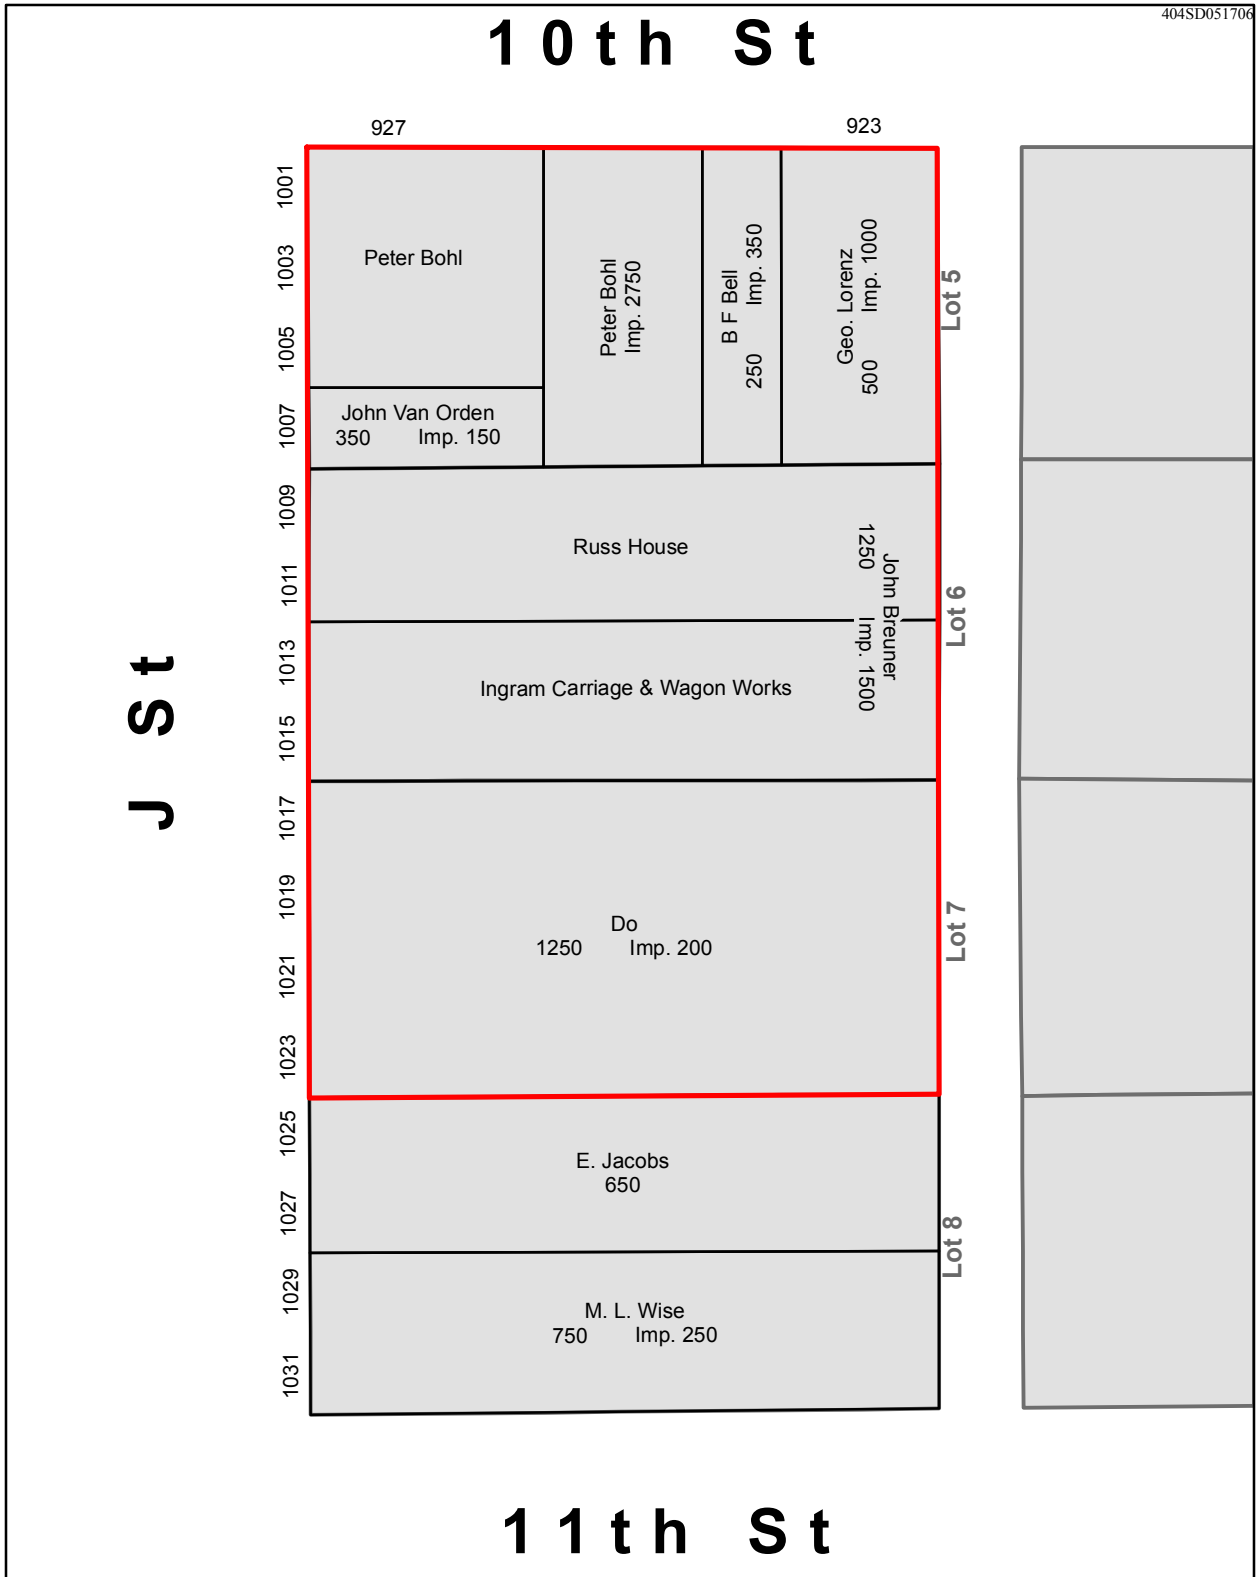 404SD051706
10th St
927
923
1001
1003
1005
1007
1009
1011
1013
1015
1017
1019
1021
1023
1025
1027
1029
1031
J St
Peter Bohl
Peter Bohl
Imp. 2750
B F Bell
250 Imp. 350
Geo. Lorenz
500 Imp. 1000
Lot 5
John Van Orden
350 Imp. 150
Russ House
John Breuner
1250 Imp. 1500
Lot 6
Ingram Carriage & Wagon Works
Do
1250 Imp. 200
Lot 7
E. Jacobs
650
Lot 8
M. L. Wise
750 Imp. 250
11th St